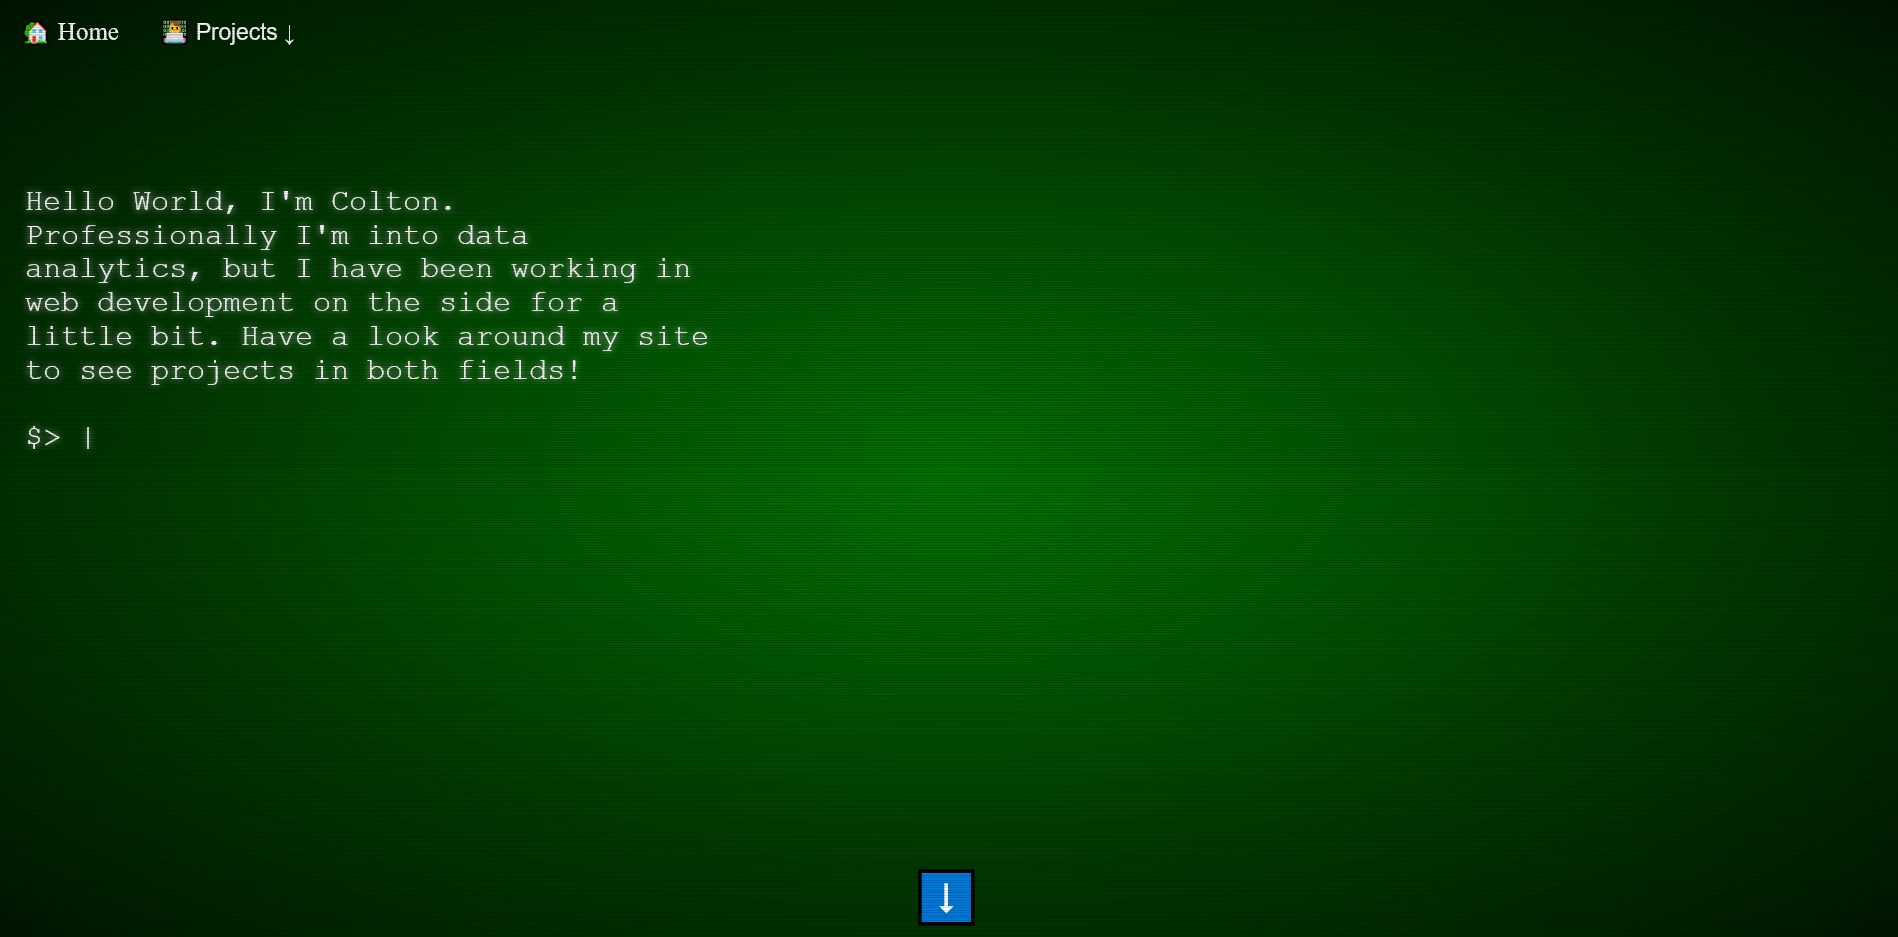 🏡 Home
👨‍💻 Projects ↓
Hello World, I'm Colton.
Professionally I'm into data
analytics, but I have been working in
web development on the side for a
little bit. Have a look around my site
to see projects in both fields!
$> |
↓